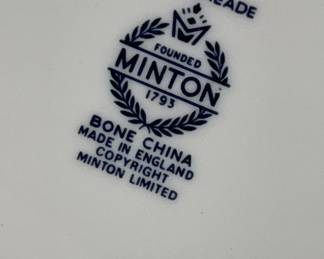 FOUNDED
MINTON
1793
BONE CHINA
MADE IN ENGLAND
COPYRIGHT
MINTON LIMITED